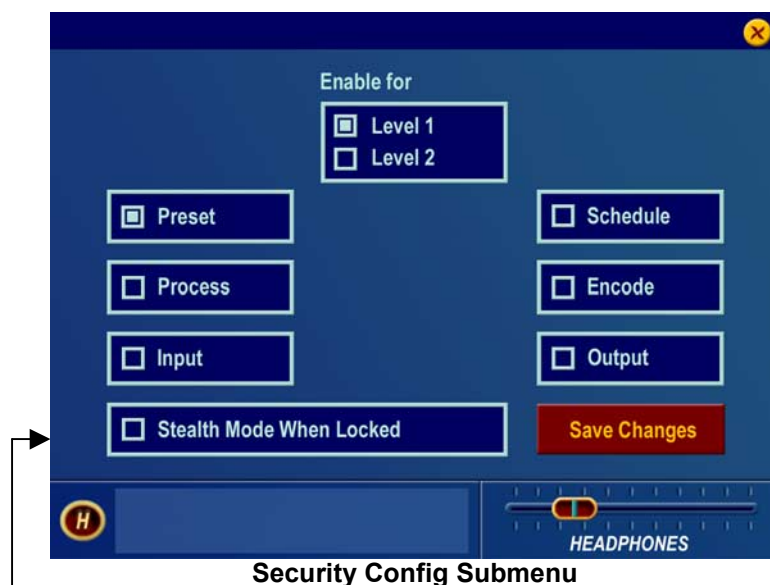 Enable for
Level 1
Level 2
Preset
Schedule
Process
Encode
Input
Output
Stealth Mode When Locked
Save Changes
H
HEADPHONES
Security Config Submenu